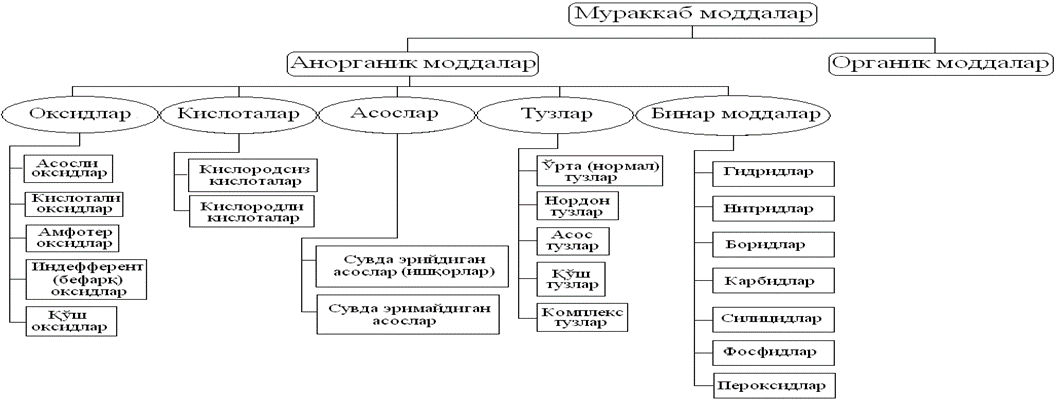 Мураккаб моддалар
Анорганик моддалар
Органик моддалар
Оксидлар
Кислоталар
Асослар
Тузлар
Бинар моддалар
Асосли
оксидлар
Кислотали
оксидлар
Амфотер
оксидлар
Индефферент
(бефарқ)
оксидлар
Қўш
оксидлар
Кислородсиз
кислоталар
Кислородли
кислоталар
Сувда эрийдиган
асослар (ишқорлар)
Сувда эримайдиган
асослар
Ўрта (нормал)
тузлар
Нордон
тузлар
Асос
тузлар
Қўш
тузлар
Комплекс
тузлар
Гидридлар
Нитридлар
Боридлар
Карбидлар
Силицидлар
Фосфидлар
Пероксидлар